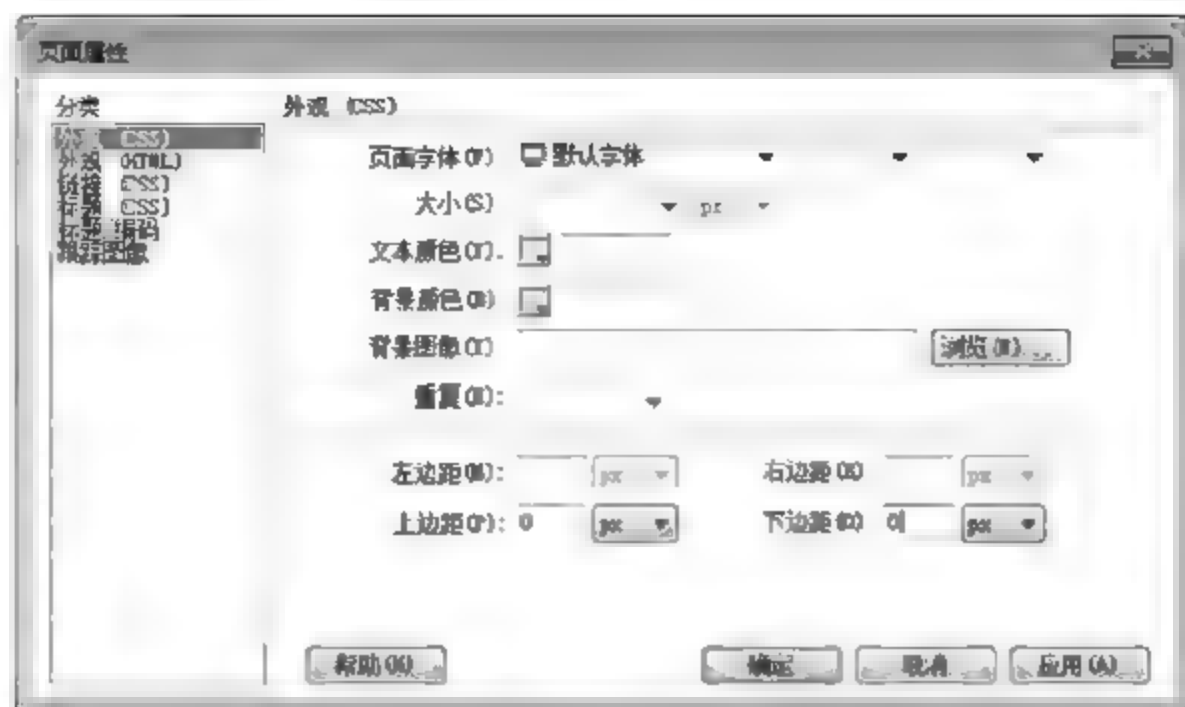 页面属性
分类
外观 (CSS)
外观 (CSS)
外观 (HTML)
链接 (CSS)
标题 (CSS)
标题/编码
跟踪图像
页面字体(F) 默认字体
大小(S) px
文本颜色(T).
背景颜色(B)
背景图像(I) 浏览(W)...
重复(E):
左边距(M): px 右边距(R) px
上边距(P): 0 px 下边距(O) 0 px
帮助(H) 确定 取消 应用(A)